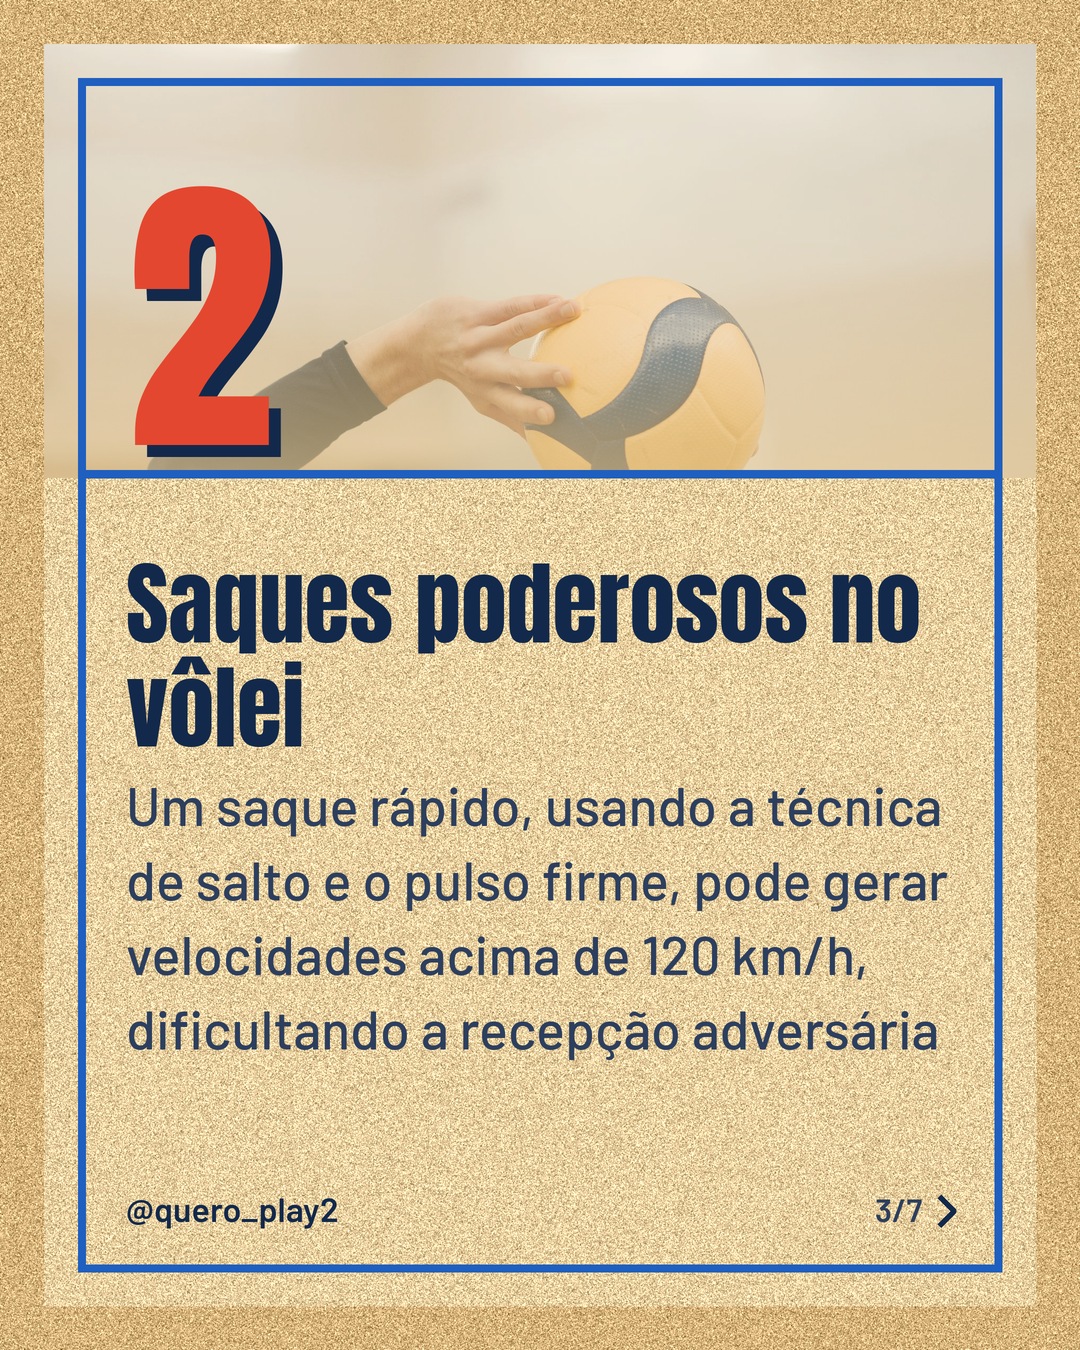 2
Saques poderosos no
vôlei
Um saque rápido, usando a técnica
de salto e o pulso firme, pode gerar
velocidades acima de 120 km/h,
dificultando a recepção adversária
@quero_play2
3/7